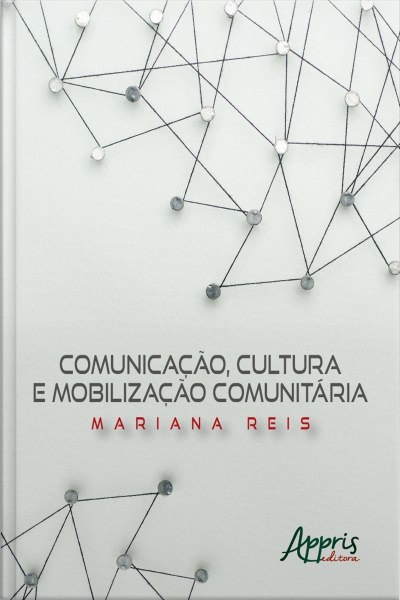 COMUNICAÇÃO, CULTURA
E MOBILIZAÇÃO COMUNITÁRIA
MARIANA REIS
Appris
editora